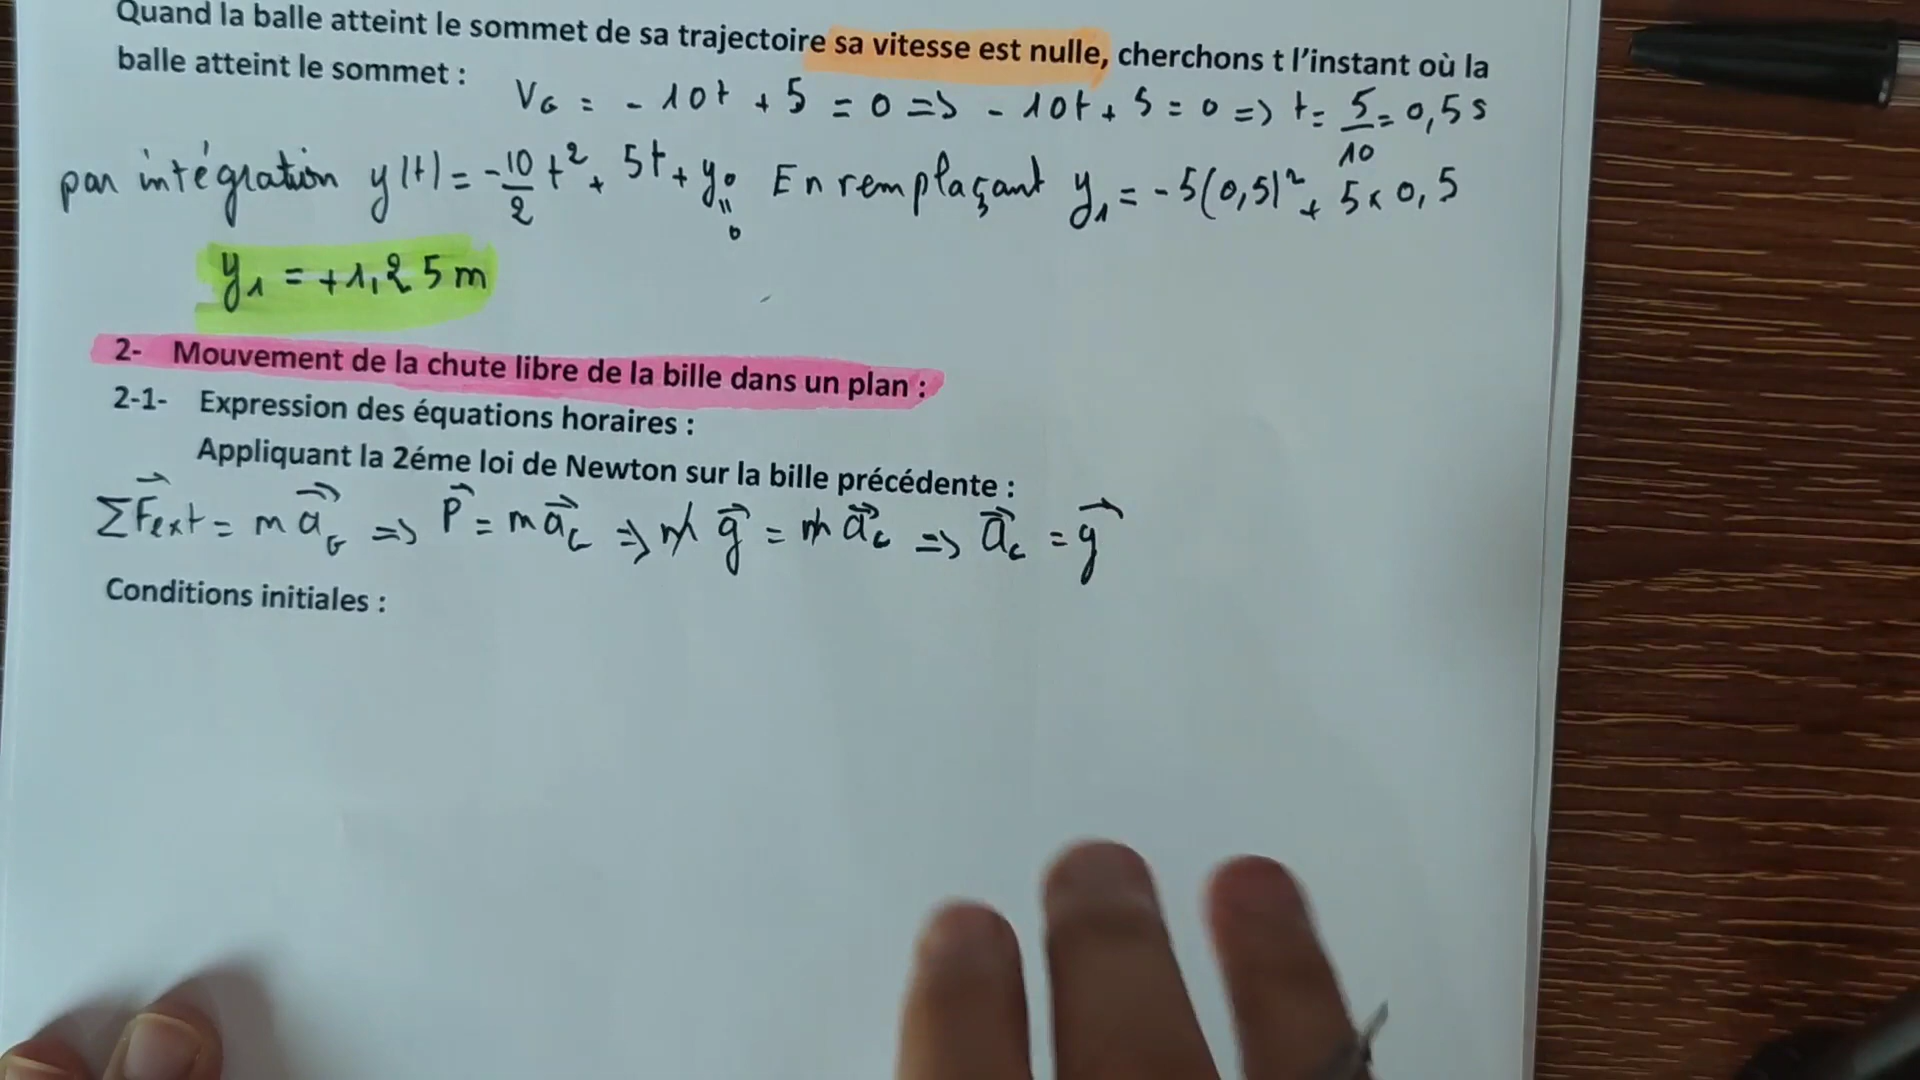 Quand la balle atteint le sommet de sa trajectoire sa vitesse est nulle, cherchons t l'instant où la
balle atteint le sommet :
V_G = - 10t + 5 = 0 => - 10t + 5 = 0 => t = 5/10 = 0,5 s
par intégration y(t) = -10/2 t² + 5t + y₀ En remplaçant y₁ = - 5(0,5)² + 5 x 0,5
"
0
y₁ = +1,25 m
2- Mouvement de la chute libre de la bille dans un plan :
2-1- Expression des équations horaires :
Appliquant la 2éme loi de Newton sur la bille précédente :
ΣF⃗ext = m a⃗_G => P⃗ = m a⃗_G => m g⃗ = m a⃗_G => a⃗_G = g⃗
Conditions initiales :